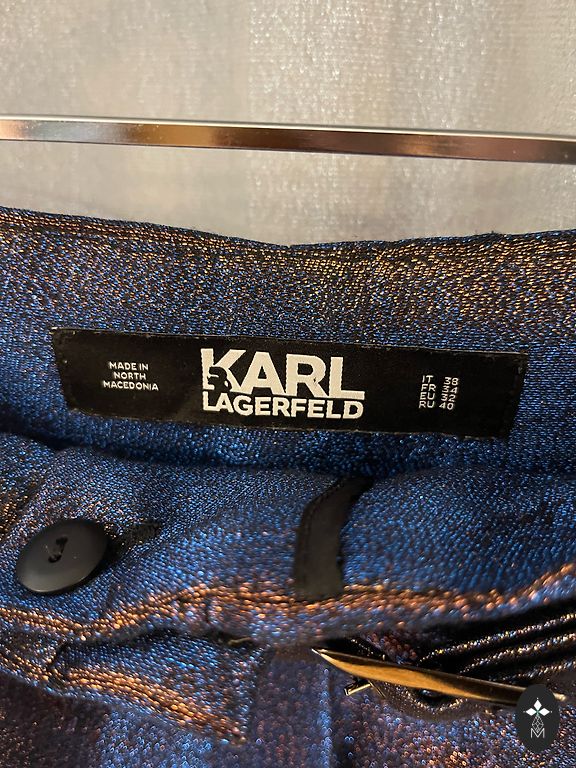 MADE IN
NORTH
MACEDONIA
KARL
LAGERFELD
IT 38
FR 34
EU 32
RU 40
M